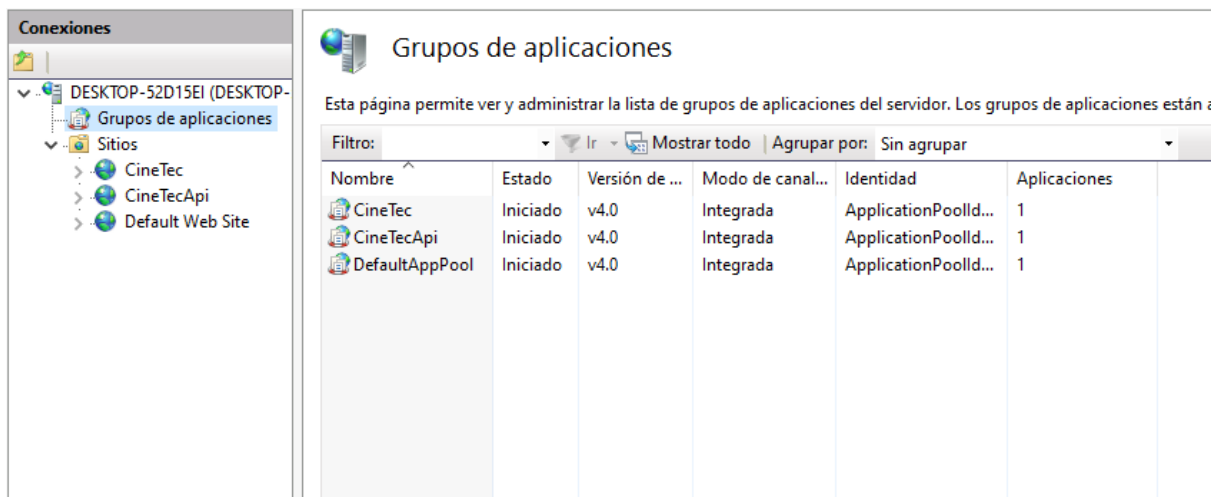 Conexiones
DESKTOP-52D15EI (DESKTOP-
Grupos de aplicaciones
Sitios
CineTec
CineTecApi
Default Web Site
Grupos de aplicaciones
Esta página permite ver y administrar la lista de grupos de aplicaciones del servidor. Los grupos de aplicaciones están a
Filtro: Ir Mostrar todo Agrupar por: Sin agrupar
Nombre Estado Versión de ... Modo de canal... Identidad Aplicaciones
CineTec Iniciado v4.0 Integrada ApplicationPoolId... 1
CineTecApi Iniciado v4.0 Integrada ApplicationPoolId... 1
DefaultAppPool Iniciado v4.0 Integrada ApplicationPoolId... 1